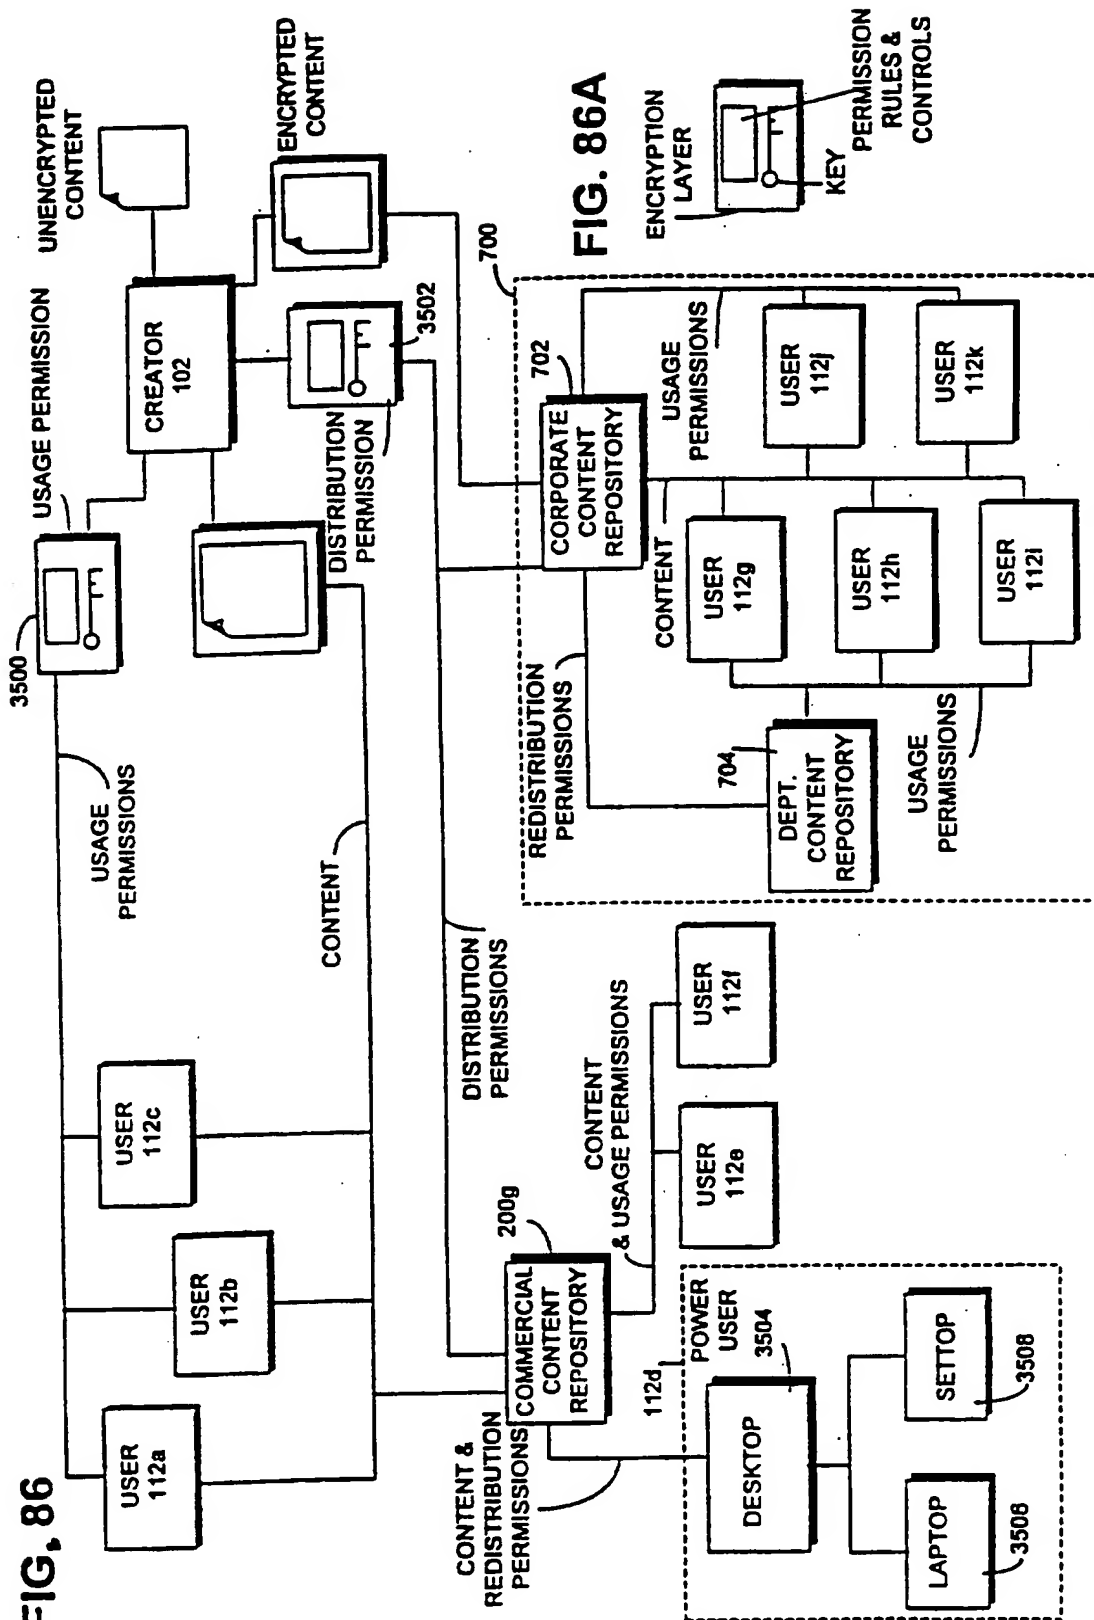 FIG. 86
USER
112a
USER
112b
USER
112c
USAGE
PERMISSIONS
CONTENT
3500
USAGE PERMISSION
CREATOR
102
UNENCRYPTED
CONTENT
ENCRYPTED
CONTENT
DISTRIBUTION
PERMISSION
3502
DISTRIBUTION
PERMISSIONS
CONTENT &
REDISTRIBUTION
PERMISSIONS
COMMERCIAL
CONTENT
REPOSITORY
200g
CONTENT
& USAGE PERMISSIONS
USER
112e
USER
112f
112d
POWER
USER
3504
DESKTOP
LAPTOP
3506
SETTOP
3508
700
702
CORPORATE
CONTENT
REPOSITORY
REDISTRIBUTION
PERMISSIONS
704
DEPT.
CONTENT
REPOSITORY
CONTENT
USAGE
PERMISSIONS
USER
112g
USER
112h
USER
112i
USER
112j
USER
112k
USAGE
PERMISSIONS
FIG. 86A
ENCRYPTION
LAYER
KEY
PERMISSION
RULES &
CONTROLS